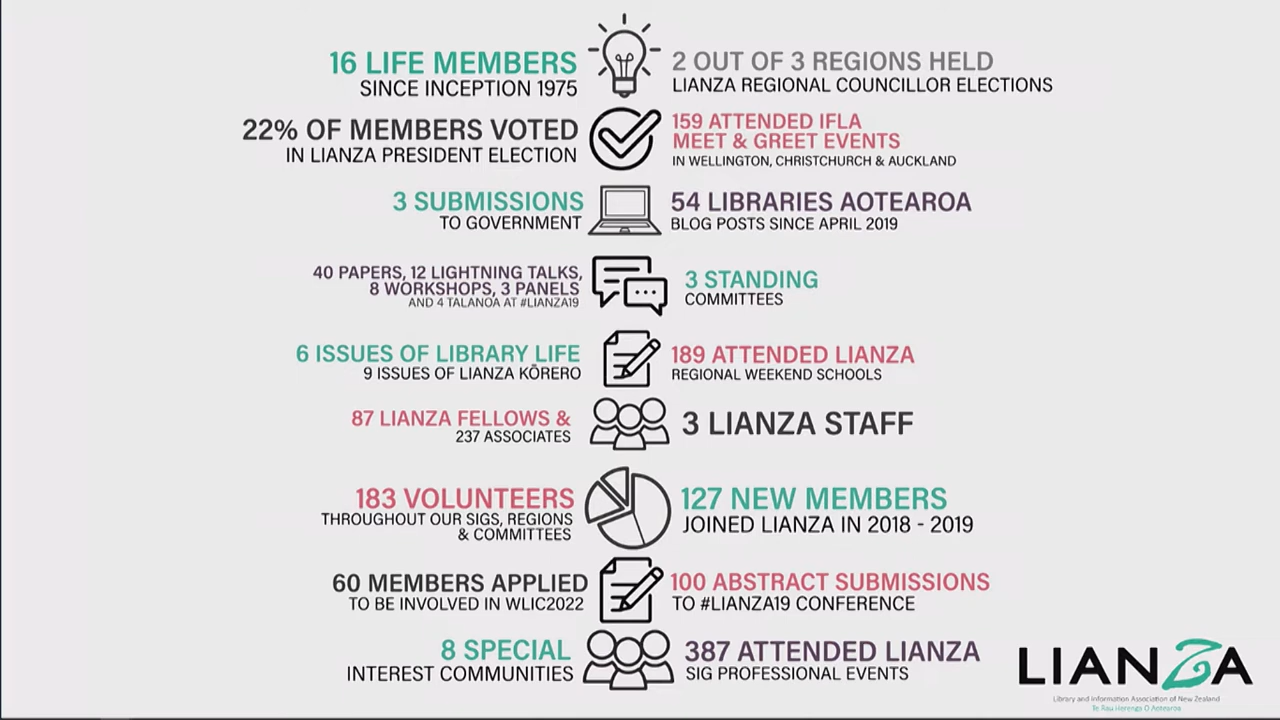 16 LIFE MEMBERS
SINCE INCEPTION 1975
2 OUT OF 3 REGIONS HELD
LIANZA REGIONAL COUNCILLOR ELECTIONS
22% OF MEMBERS VOTED
IN LIANZA PRESIDENT ELECTION
159 ATTENDED IFLA
MEET & GREET EVENTS
IN WELLINGTON, CHRISTCHURCH & AUCKLAND
3 SUBMISSIONS
TO GOVERNMENT
54 LIBRARIES AOTEAROA
BLOG POSTS SINCE APRIL 2019
40 PAPERS, 12 LIGHTNING TALKS,
8 WORKSHOPS, 3 PANELS
AND 4 TALANOA AT #LIANZA19
3 STANDING
COMMITTEES
6 ISSUES OF LIBRARY LIFE
9 ISSUES OF LIANZA KŌRERO
189 ATTENDED LIANZA
REGIONAL WEEKEND SCHOOLS
87 LIANZA FELLOWS &
237 ASSOCIATES
3 LIANZA STAFF
183 VOLUNTEERS
THROUGHOUT OUR SIGS, REGIONS
& COMMITTEES
127 NEW MEMBERS
JOINED LIANZA IN 2018 - 2019
60 MEMBERS APPLIED
TO BE INVOLVED IN WLIC2022
100 ABSTRACT SUBMISSIONS
TO #LIANZA19 CONFERENCE
8 SPECIAL
INTEREST COMMUNITIES
387 ATTENDED LIANZA
SIG PROFESSIONAL EVENTS
LIANZA
Library and Information Association of New Zealand
Te Rau Herenga O Aotearoa